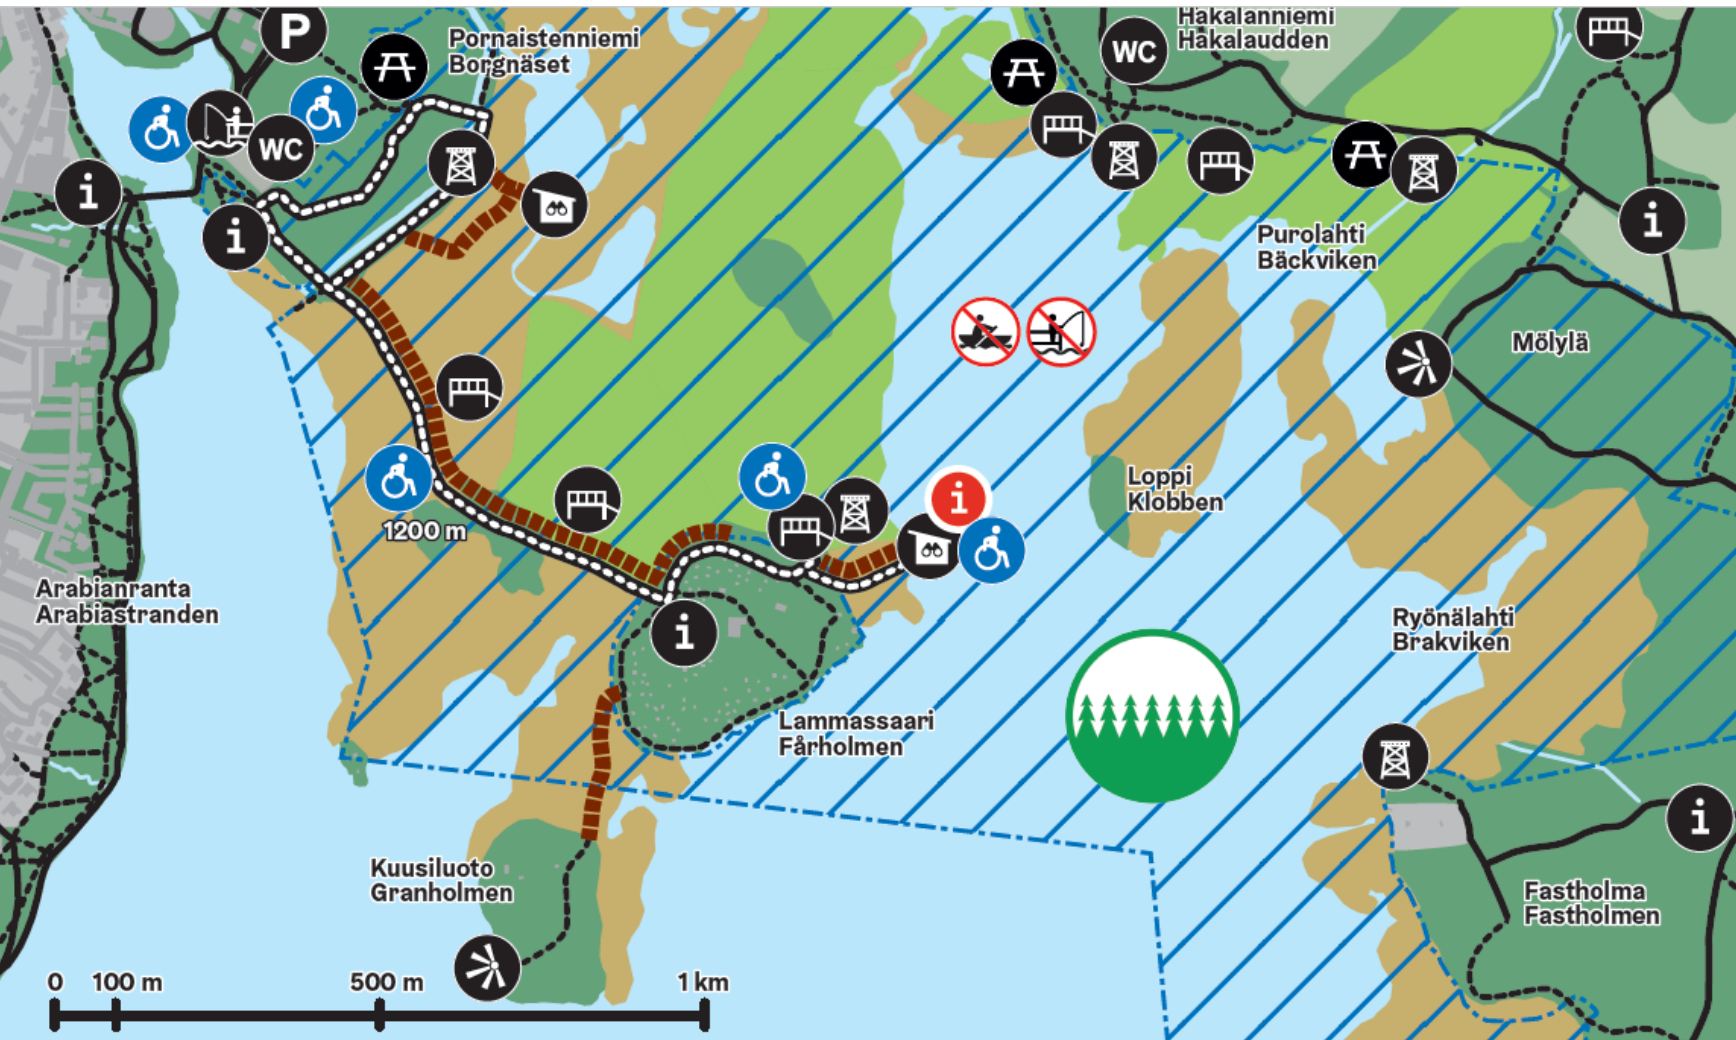 Hakalanniemi
Hakalaudden
P
Pornaistenniemi
Borgnäset
WC
WC
i
i
i
Purolahti
Bäckviken
Mölylä
Loppi
Klobben
i
1200 m
Arabianranta
Arabiastranden
i
Ryönälahti
Brakviken
Lammassaari
Fårholmen
i
Kuusiluoto
Granholmen
Fastholma
Fastholmen
0 100 m 500 m 1 km